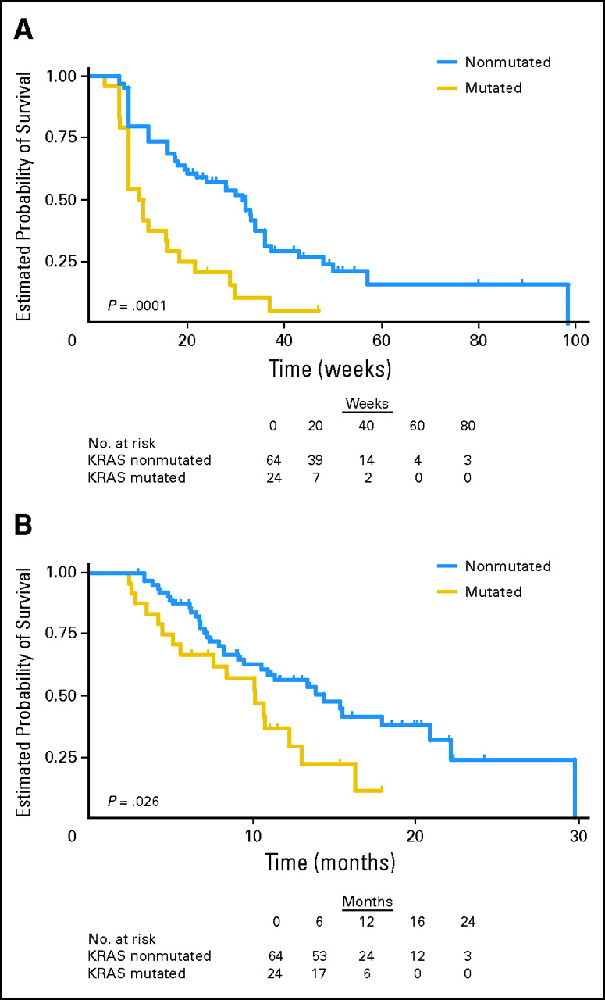 A
Nonmutated
Mutated
Estimated Probability of Survival
1.00
0.75
0.50
0.25
P = .0001
0 20 40 60 80 100
Time (weeks)
Weeks
0 20 40 60 80
No. at risk
KRAS nonmutated 64 39 14 4 3
KRAS mutated 24 7 2 0 0
B
Nonmutated
Mutated
Estimated Probability of Survival
1.00
0.75
0.50
0.25
P = .026
0 10 20 30
Time (months)
Months
0 6 12 16 24
No. at risk
KRAS nonmutated 64 53 24 12 3
KRAS mutated 24 17 6 0 0